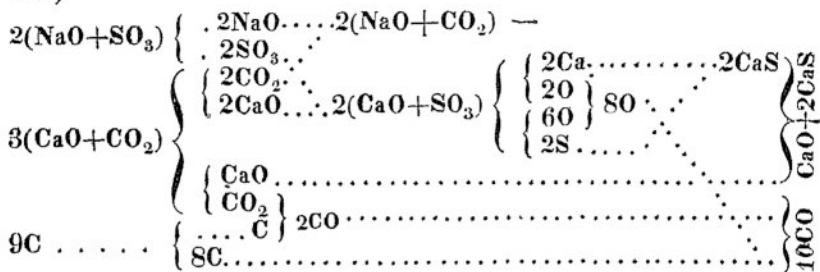 2(NaO+SO₃) { . 2NaO.....2(NaO+CO₂) —
. 2SO₃.
2CO₂ 2Ca..............2CaS
2CaO...2(CaO+SO₃) 2O } 8O
3(CaO+CO₂) 6O
2S
CaO
CO₂
.... C } 2CO
9C ..... 8C
CaO+2CaS
10CO